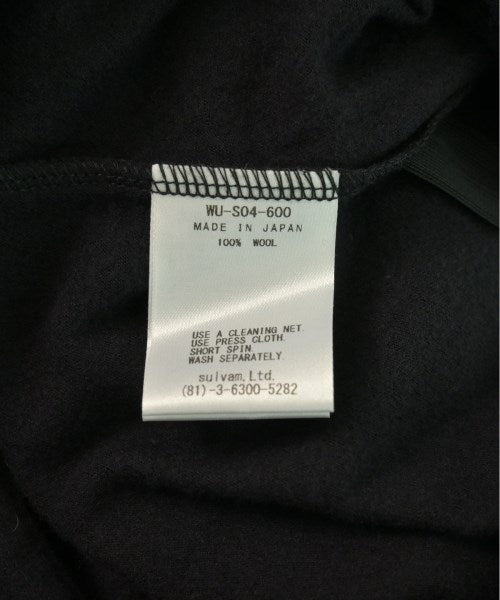 WU-S04-600
MADE IN JAPAN
100% WOOL
USE A CLEANING NET.
USE PRESS CLOTH.
SHORT SPIN.
WASH SEPARATELY.
sulvam,Ltd.
(81)-3-6300-5282